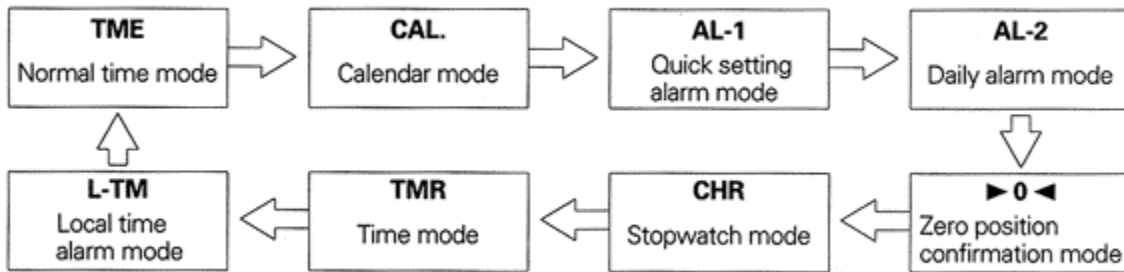 TME
Normal time mode
CAL.
Calendar mode
AL-1
Quick setting
alarm mode
AL-2
Daily alarm mode
L-TM
Local time
alarm mode
TMR
Time mode
CHR
Stopwatch mode
►0◄
Zero position
confirmation mode